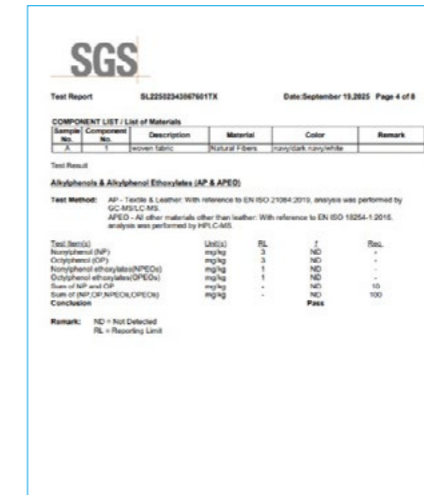 SGS
Test Report SL22502343067601TX Date:September 19,2025 Page 4 of 8
COMPONENT LIST / List of Materials
Sample No. Component No. Description Material Color Remark
A 1 woven fabric Natural Fibers navy/dark navy/white
Test Result
Alkylphenols & Alkylphenol Ethoxylates (AP & APEO)
Test Method: AP - Textile & Leather: With reference to EN ISO 21084:2019, analysis was performed by
GC-MS/LC-MS.
APEO - All other materials other than leather: With reference to EN ISO 18254-1:2016,
analysis was performed by HPLC-MS.
Test Item(s) Unit(s) RL 1 Req.
Nonylphenol (NP) mg/kg 3 ND -
Octylphenol (OP) mg/kg 3 ND -
Nonylphenol ethoxylates(NPEOs) mg/kg 1 ND -
Octylphenol ethoxylates(OPEOs) mg/kg 1 ND -
Sum of NP and OP mg/kg - ND 10
Sum of (NP,OP,NPEOs,OPEOs) mg/kg - ND 100
Conclusion Pass
Remark: ND = Not Detected
RL = Reporting Limit